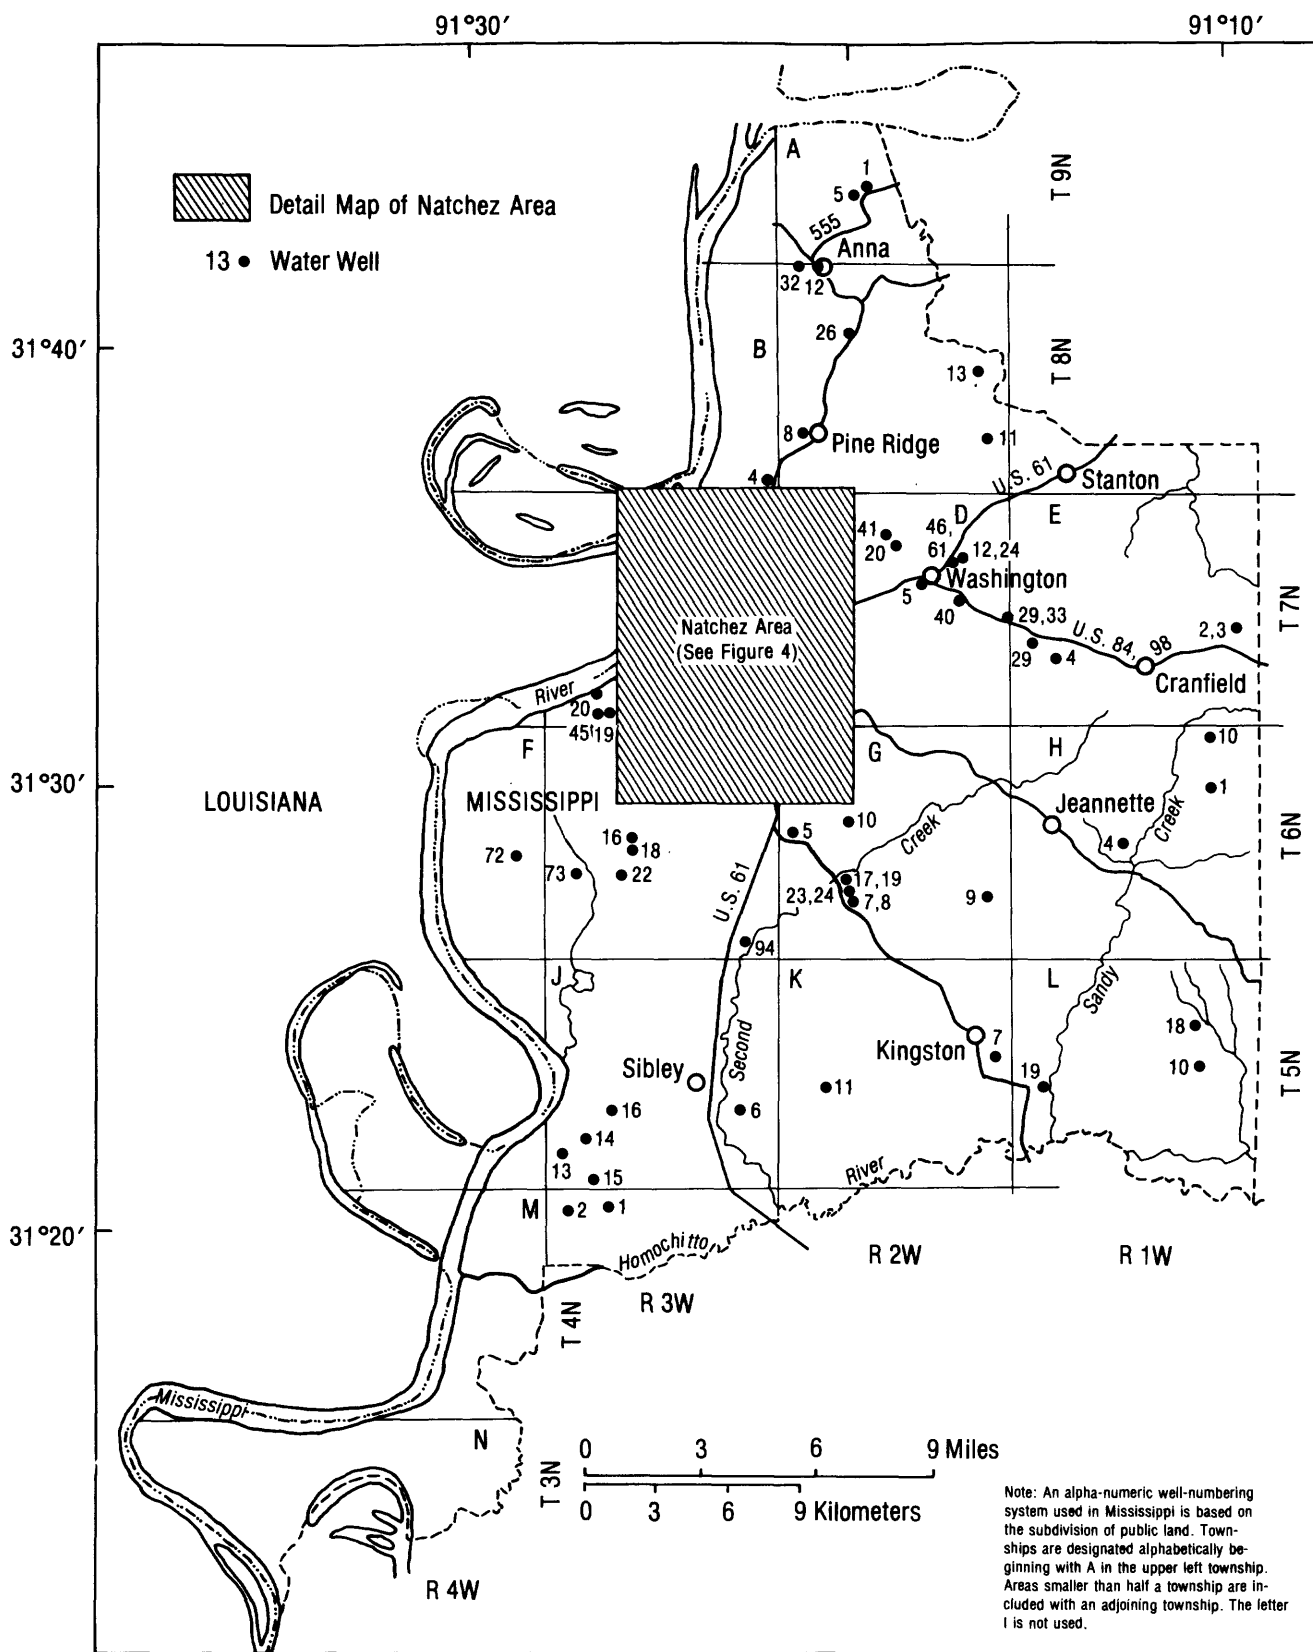 91°30′
91°10′
A
T 9N
1
5
Detail Map of Natchez Area
555
Anna
13 • Water Well
32
12
26
31°40′
B
T 8N
13
8
Pine Ridge
11
U.S. 61
Stanton
4
D
E
46,
41
61
12,24
20
Washington
5
40
29,33
T 7N
Natchez Area
(See Figure 4)
U.S. 84, 98
2,3
29
4
Cranfield
River
20
45
19
F
G
H
10
31°30′
LOUISIANA
MISSISSIPPI
1
Jeannette
Creek
10
Creek
T 6N
16
5
18
4
72
73
22
U.S. 61
17,19
23,24
7,8
9
94
J
K
L
Sandy
18
Second
Kingston
7
Sibley
10
T 5N
19
11
16
6
14
13
15
River
M
2
1
31°20′
Homochitto
R 2W
R 1W
R 3W
T 4N
Mississippi
N
T 3N
0 3 6 9 Miles
0 3 6 9 Kilometers
R 4W
Note: An alpha-numeric well-numbering
system used in Mississippi is based on
the subdivision of public land. Town-
ships are designated alphabetically be-
ginning with A in the upper left township.
Areas smaller than half a township are in-
cluded with an adjoining township. The letter
I is not used.